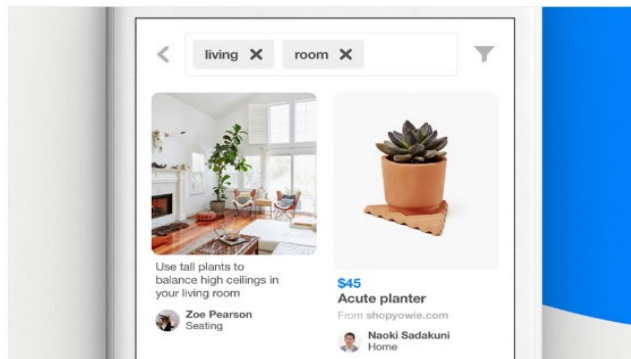 living X room X
Use tall plants to
balance high ceilings in
your living room
Zoe Pearson
Seating
$45
Acute planter
From shopyowie.com
Naoki Sadakuni
Home